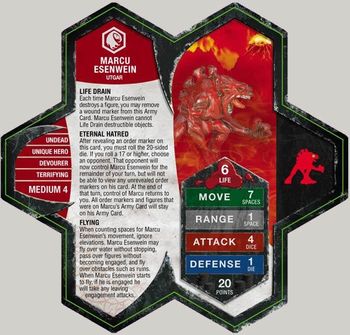 MARCU
ESENWEIN
UTGAR
UNDEAD
UNIQUE HERO
DEVOURER
TERRIFYING
MEDIUM 4
LIFE DRAIN
Each time Marcu Esenwein
destroys a figure, you may remove
a wound marker from this Army
Card. Marcu Esenwein cannot
Life Drain destructible objects.
ETERNAL HATRED
After revealing an order marker
on this card, you must roll the 20-sided
die. If you roll a 17 or higher, choose
an opponent. That opponent will
now control Marcu Esenwein for the
remainder of your turn, but will not
be able to view any unrevealed order
markers on this card. At the end of
that turn, control of Marcu returns to
you. All order markers and figures that
were on Marcu's Army Card will stay
on his Army Card.
FLYING
When counting spaces for Marcu
Esenwein's movement, ignore
elevations. Marcu Esenwein may
fly over water without stopping,
pass over figures without
becoming engaged, and fly
over obstacles such as ruins.
When Marcu Esenwein starts
to fly, if he is engaged he
will take any leaving
engagement attacks.
6
LIFE
MOVE 7
SPACES
RANGE 1
SPACE
ATTACK 4
DICE
DEFENSE 1
DIE
20
POINTS